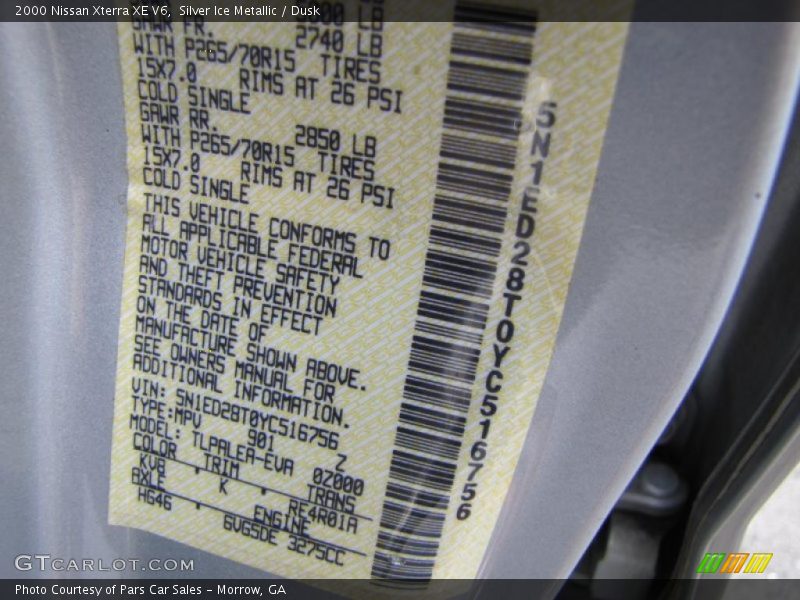 2000 Nissan Xterra XE V6, Silver Ice Metallic / Dusk
GAWR FR. 2740 LB
WITH P265/70R15 TIRES
15X7.0 RIMS AT 26 PSI
COLD SINGLE
GAWR RR. 2850 LB
WITH P265/70R15 TIRES
15X7.0 RIMS AT 26 PSI
COLD SINGLE
THIS VEHICLE CONFORMS TO
ALL APPLICABLE FEDERAL
MOTOR VEHICLE SAFETY
AND THEFT PREVENTION
STANDARDS IN EFFECT
ON THE DATE OF
MANUFACTURE SHOWN ABOVE.
SEE OWNERS MANUAL FOR
ADDITIONAL INFORMATION.
VIN: 5N1ED28T0YC516756
TYPE:MPV 901 Z
MODEL: TLPALEA-EVA 02000
COLOR TRIM TRANS
KV8 K RE4R01A
AXLE ENGINE
HG46 6VG5DE 3275CC
5N1ED28T0YC516756
GTCARLOT.COM
Photo Courtesy of Pars Car Sales - Morrow, GA